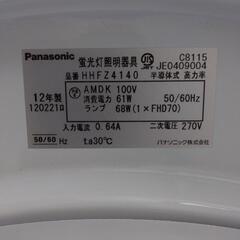 Panasonic 蛍光灯照明器具 JIS JET C8115
品番 HHFZ4140 半導体式 高力率 JE0409004
12年製 AMDK 100V
120221 消費電力 61W 50/60Hz
ランプ 68W(1×FHD70)
入力電流 0.64A 二次電圧 270V
50/60 Hz ta30℃ パナソニック株式会社